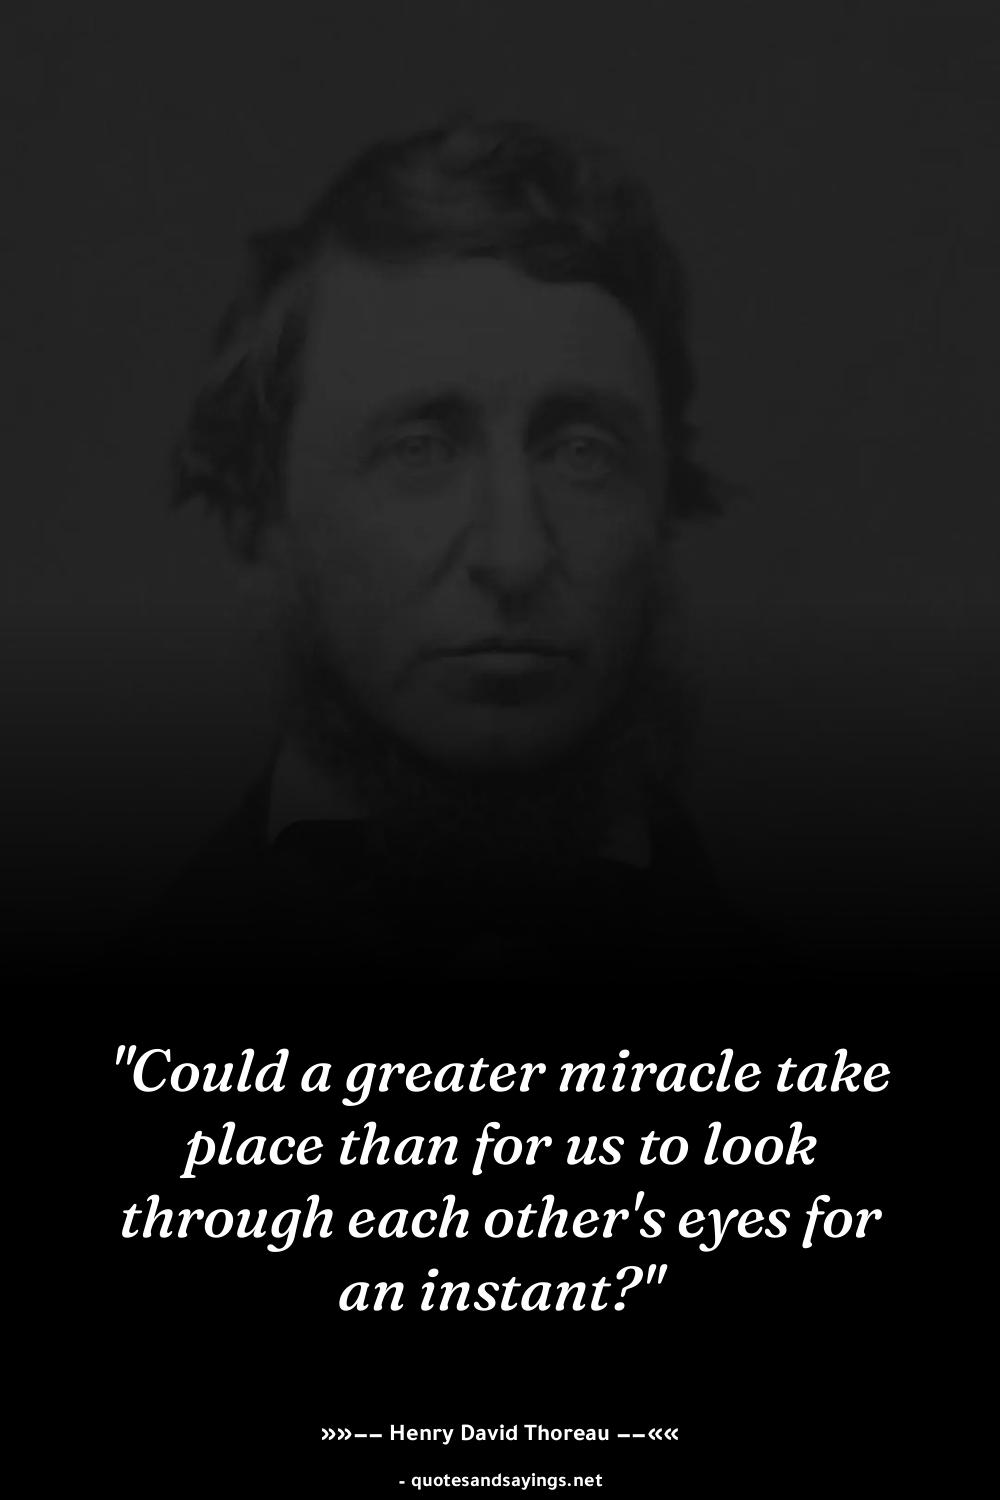 "Could a greater miracle take
place than for us to look
through each other's eyes for
an instant?"
»»−− Henry David Thoreau −−««
- quotesandsayings.net